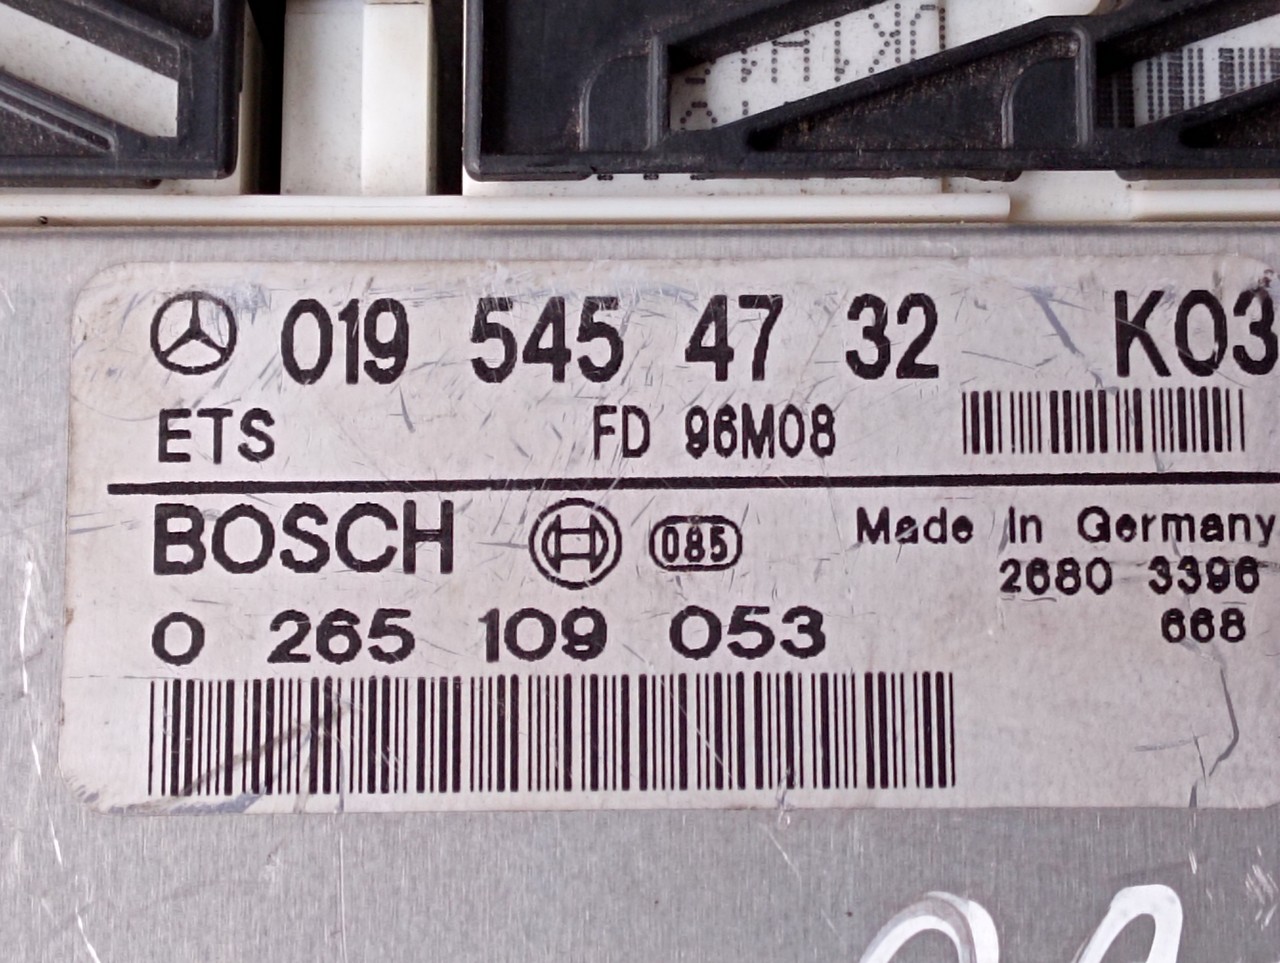 019 545 47 32 K03
ETS FD 96M08
BOSCH 085 Made in Germany
2680 3396
0 265 109 053 668